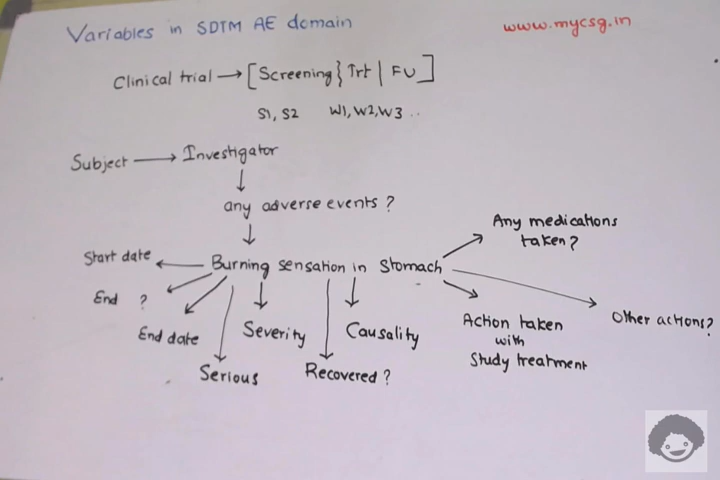 Variables in SDTM AE domain
www.mycsg.in
Clinical trial → [Screening} Trt | FU]
S1, S2 W1, W2, W3 ..
Subject → Investigator
any adverse events ?
Any medications
taken?
Start date
Burning sensation in Stomach
End ?
End date
Severity
Causality
Action taken
with
Study treatment
Other actions?
Serious
Recovered ?